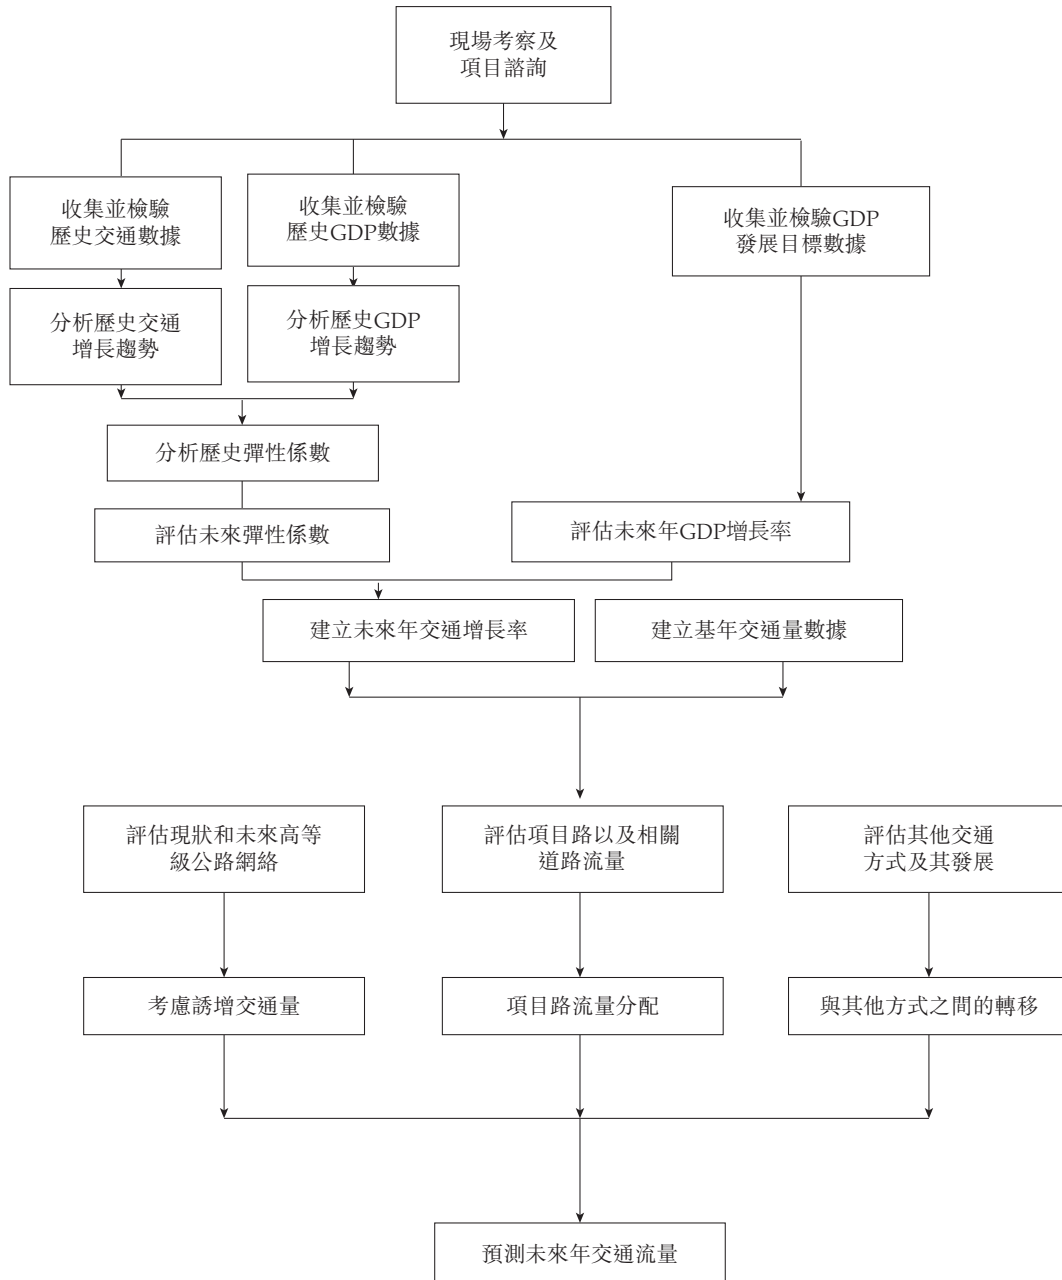 現場考察及
項目諮詢
收集並檢驗
歷史交通數據
收集並檢驗
歷史GDP數據
收集並檢驗GDP
發展目標數據
分析歷史交通
增長趨勢
分析歷史GDP
增長趨勢
分析歷史彈性係數
評估未來彈性係數
評估未來年GDP增長率
建立未來年交通增長率
建立基年交通量數據
評估現狀和未來高等
級公路網絡
評估項目路以及相關
道路流量
評估其他交通
方式及其發展
考慮誘增交通量
項目路流量分配
與其他方式之間的轉移
預測未來年交通流量